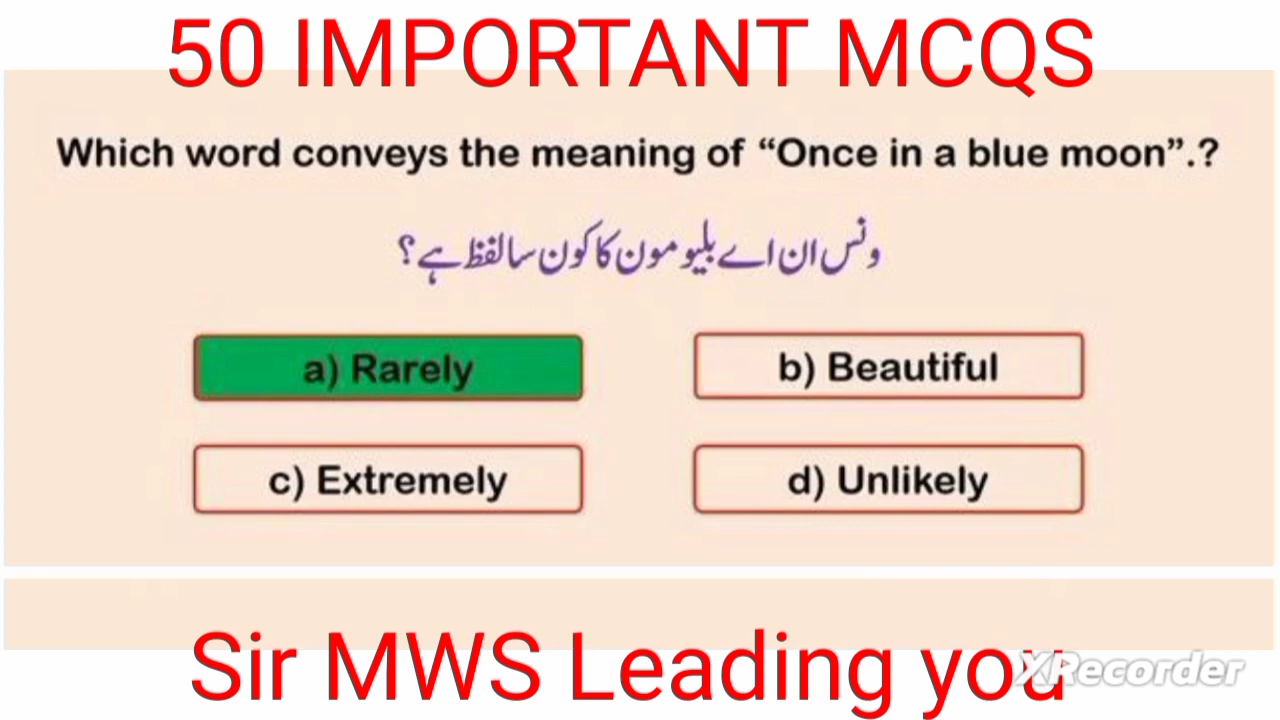 50 IMPORTANT MCQS
Which word conveys the meaning of “Once in a blue moon”.?
ونس ان اے بلیو مون کا کون سا لفظ ہے؟
a) Rarely
b) Beautiful
c) Extremely
d) Unlikely
Sir MWS Leading you
XRecorder